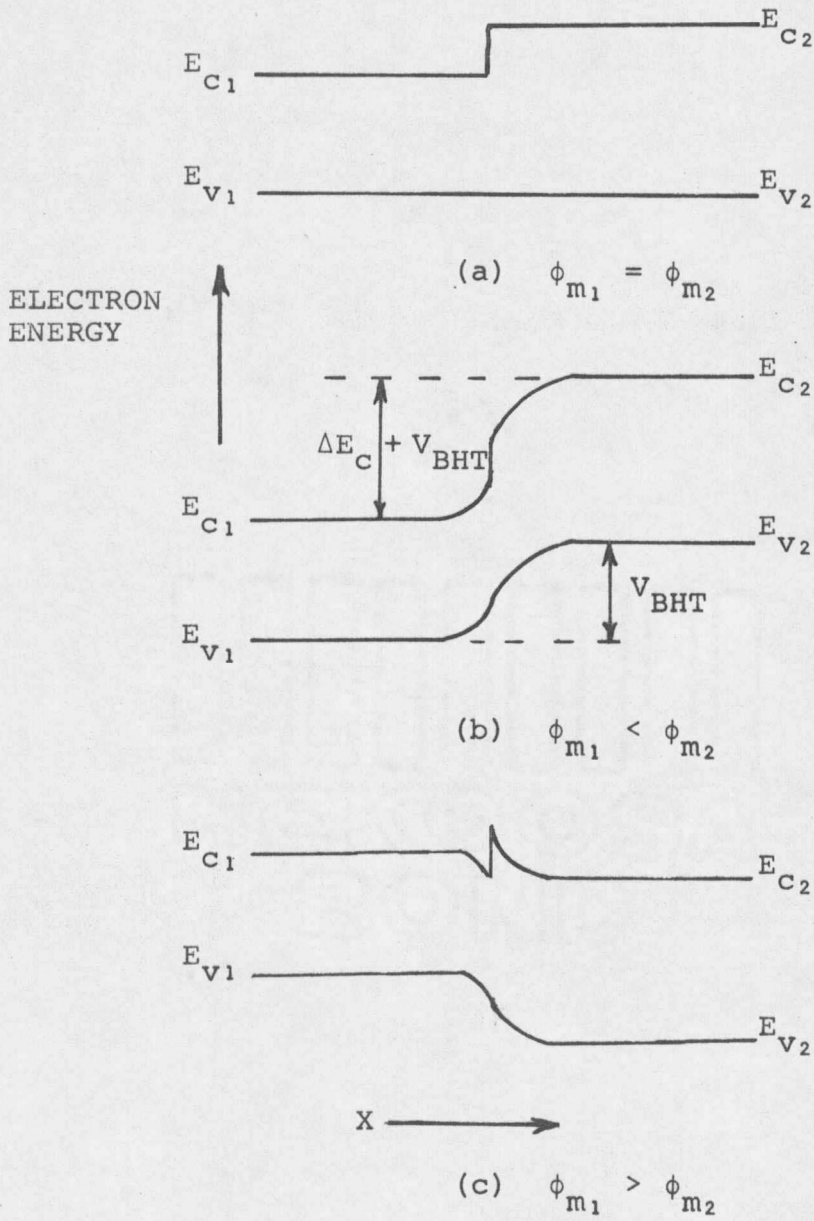 E_c2
E_c1
E_v1 E_v2
(a) ϕ_m1 = ϕ_m2
ELECTRON
ENERGY
E_c2
ΔE_c + V_BHT
E_c1
E_v2
V_BHT
E_v1
(b) ϕ_m1 < ϕ_m2
E_c1
E_c2
E_v1
E_v2
X
(c) ϕ_m1 > ϕ_m2